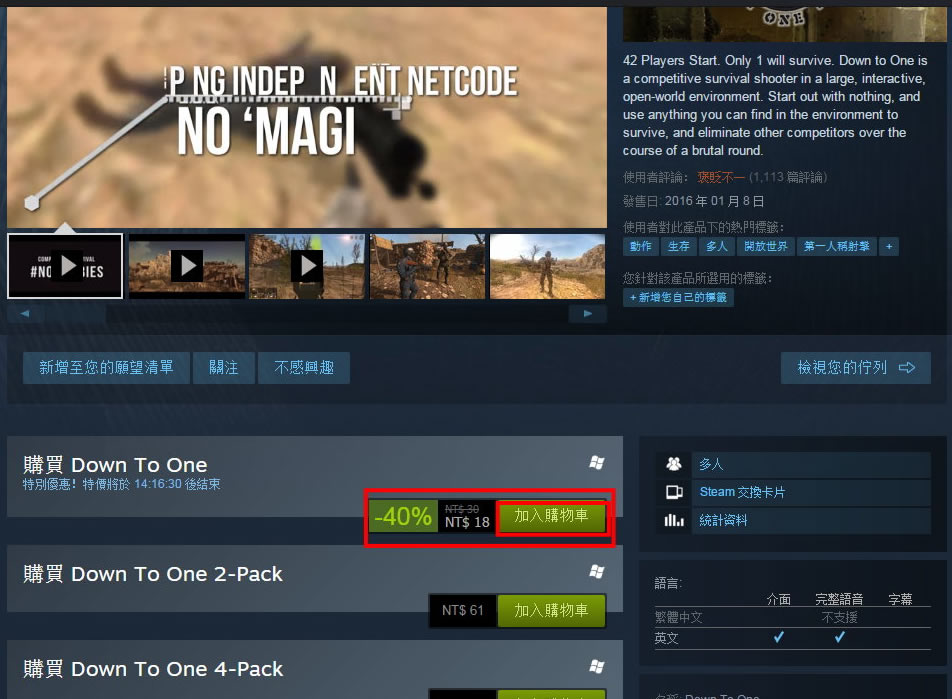 ONE
P NG INDEP N ENT NETCODE
NO ‘MAGI
42 Players Start. Only 1 will survive. Down to One is
a competitive survival shooter in a large, interactive,
open-world environment. Start out with nothing, and
use anything you can find in the environment to
survive, and eliminate other competitors over the
course of a brutal round.
使用者評論: 褒貶不一 (1,113 篇評論)
發售日: 2016 年 01 月 8 日
使用者對此產品下的熱門標籤:
動作 生存 多人 開放世界 第一人稱射擊 +
您針對該產品所選用的標籤:
+ 新增您自己的標籤
新增至您的願望清單 關注 不感興趣 檢視您的佇列
購買 Down To One
特別優惠! 特價將於 14:16:30 後結束
-40% NT$ 30
NT$ 18 加入購物車
購買 Down To One 2-Pack
NT$ 61 加入購物車
購買 Down To One 4-Pack
多人
Steam 交換卡片
統計資料
語言:
介面 完整語音 字幕
繁體中文 不支援
英文 ✓ ✓